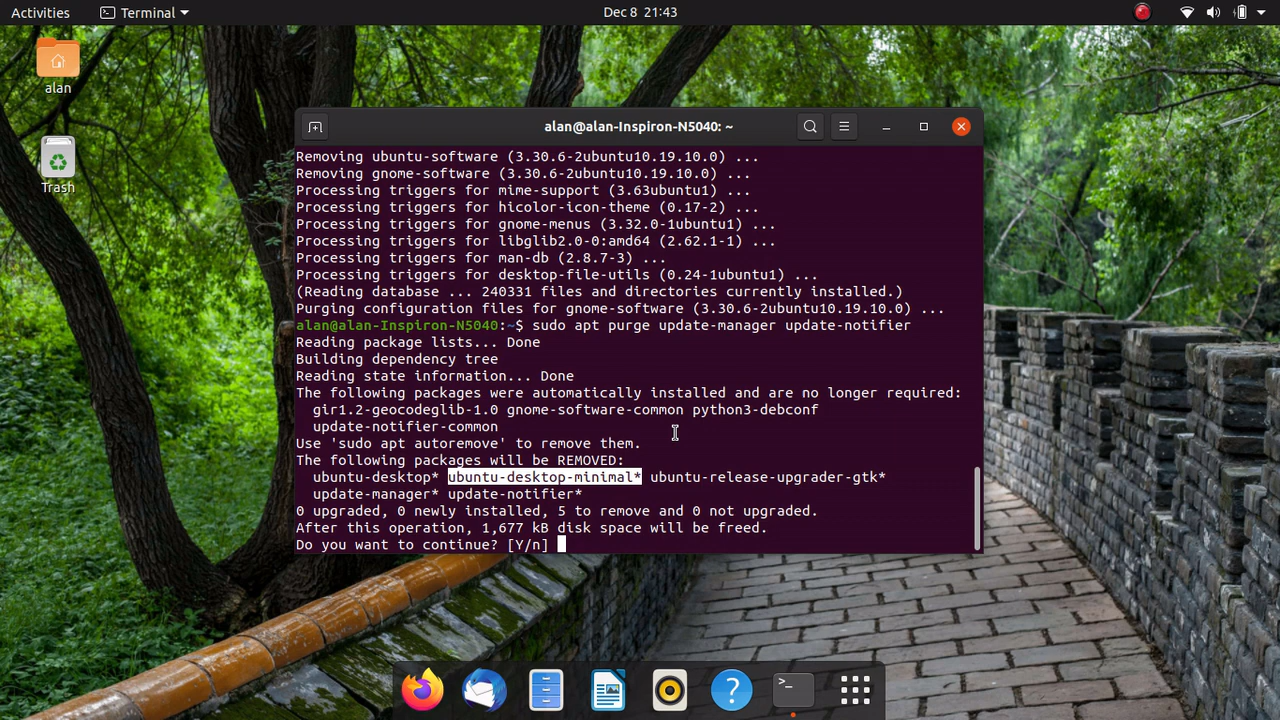 Activities
Terminal
Dec 8 21:43
alan
Trash
alan@alan-Inspiron-N5040: ~
Removing ubuntu-software (3.30.6-2ubuntu10.19.10.0) ...
Removing gnome-software (3.30.6-2ubuntu10.19.10.0) ...
Processing triggers for mime-support (3.63ubuntu1) ...
Processing triggers for hicolor-icon-theme (0.17-2) ...
Processing triggers for gnome-menus (3.32.0-1ubuntu1) ...
Processing triggers for libglib2.0-0:amd64 (2.62.1-1) ...
Processing triggers for man-db (2.8.7-3) ...
Processing triggers for desktop-file-utils (0.24-1ubuntu1) ...
(Reading database ... 240331 files and directories currently installed.)
Purging configuration files for gnome-software (3.30.6-2ubuntu10.19.10.0) ...
alan@alan-Inspiron-N5040:~$ sudo apt purge update-manager update-notifier
Reading package lists... Done
Building dependency tree
Reading state information... Done
The following packages were automatically installed and are no longer required:
gir1.2-geocodeglib-1.0 gnome-software-common python3-debconf
update-notifier-common
Use 'sudo apt autoremove' to remove them.
The following packages will be REMOVED:
ubuntu-desktop* ubuntu-desktop-minimal* ubuntu-release-upgrader-gtk*
update-manager* update-notifier*
0 upgraded, 0 newly installed, 5 to remove and 0 not upgraded.
After this operation, 1,677 kB disk space will be freed.
Do you want to continue? [Y/n]